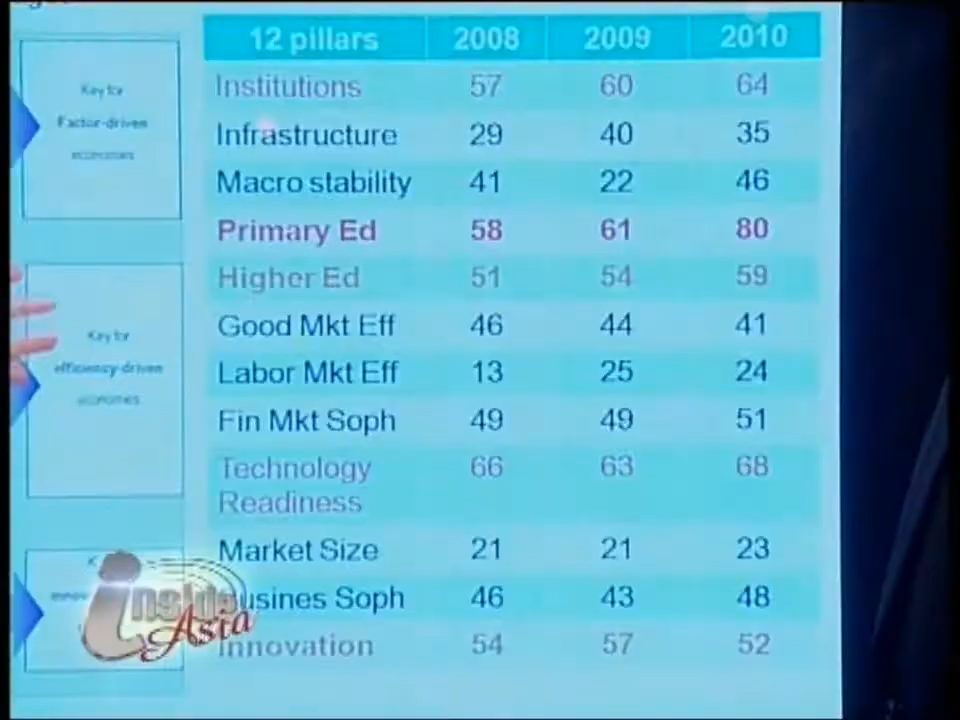 12 pillars 2008 2009 2010
Institutions 57 60 64
Infrastructure 29 40 35
Macro stability 41 22 46
Primary Ed 58 61 80
Higher Ed 51 54 59
Good Mkt Eff 46 44 41
Labor Mkt Eff 13 25 24
Fin Mkt Soph 49 49 51
Technology 66 63 68
Readiness
Market Size 21 21 23
usines Soph 46 43 48
Innovation 54 57 52
Key for
Factor-driven
economies
Key for
efficiency-driven
economies
inside
Asia